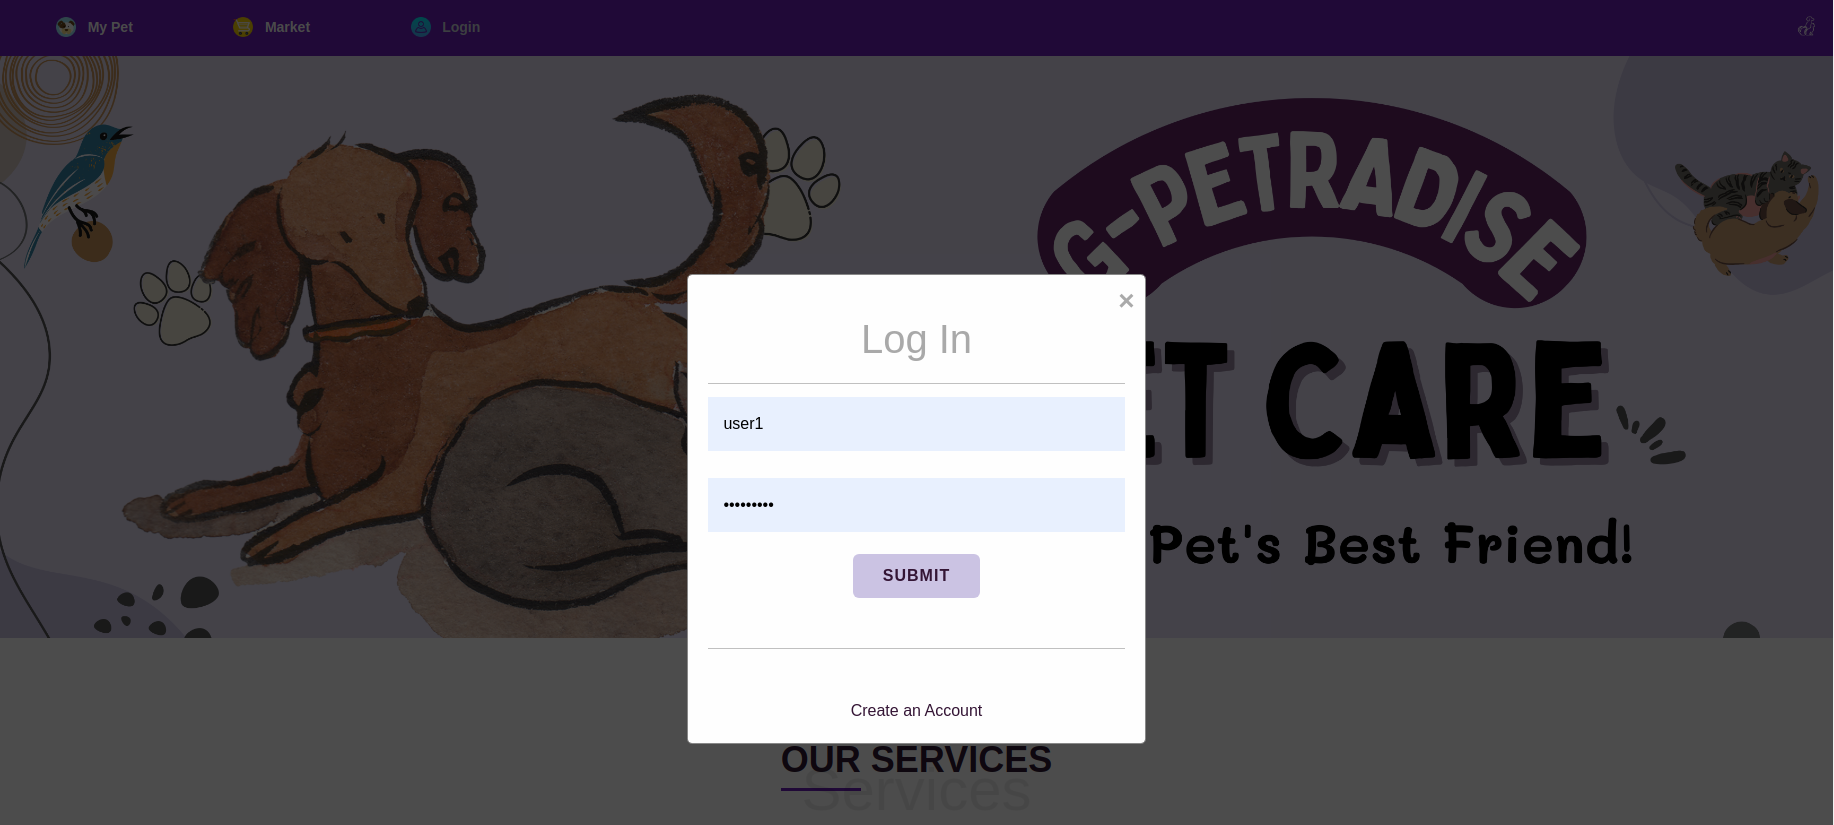 My Pet
Market
Login
G-PETRADISE
ET CARE
Pet's Best Friend!
×
Log In
user1
•••••••••
SUBMIT
Create an Account
OUR SERVICES
Services